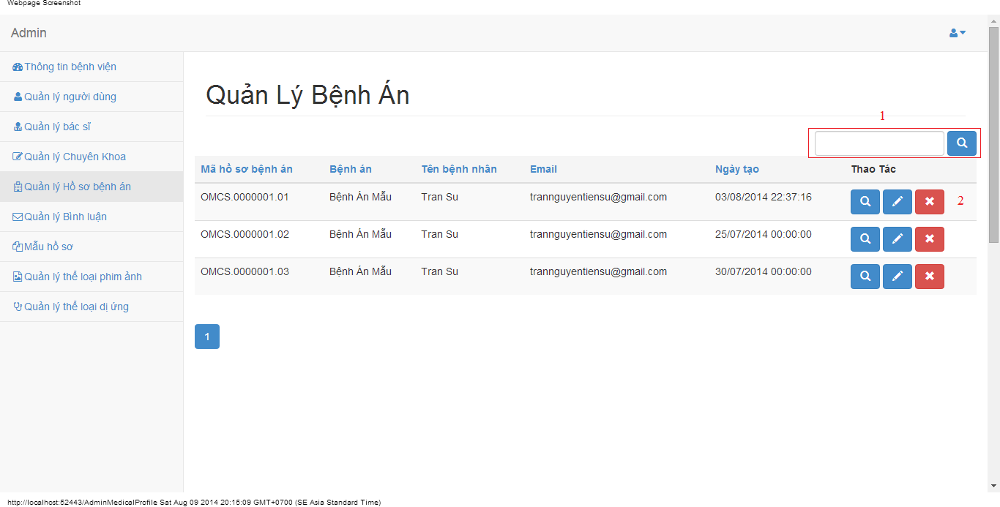 Webpage Screenshot
Admin
Thông tin bệnh viện
Quản lý người dùng
Quản lý bác sĩ
Quản lý Chuyên Khoa
Quản lý Hồ sơ bệnh án
Quản lý Bình luận
Mẫu hồ sơ
Quản lý thể loại phim ảnh
Quản lý thể loại dị ứng
Quản Lý Bệnh Án
1
Mã hồ sơ bệnh án Bệnh án Tên bệnh nhân Email Ngày tạo Thao Tác
OMCS.0000001.01 Bệnh Án Mẫu Tran Su trannguyentiensu@gmail.com 03/08/2014 22:37:16 2
OMCS.0000001.02 Bệnh Án Mẫu Tran Su trannguyentiensu@gmail.com 25/07/2014 00:00:00
OMCS.0000001.03 Bệnh Án Mẫu Tran Su trannguyentiensu@gmail.com 30/07/2014 00:00:00
1
http://localhost:52443/AdminMedicalProfile Sat Aug 09 2014 20:15:09 GMT+0700 (SE Asia Standard Time)